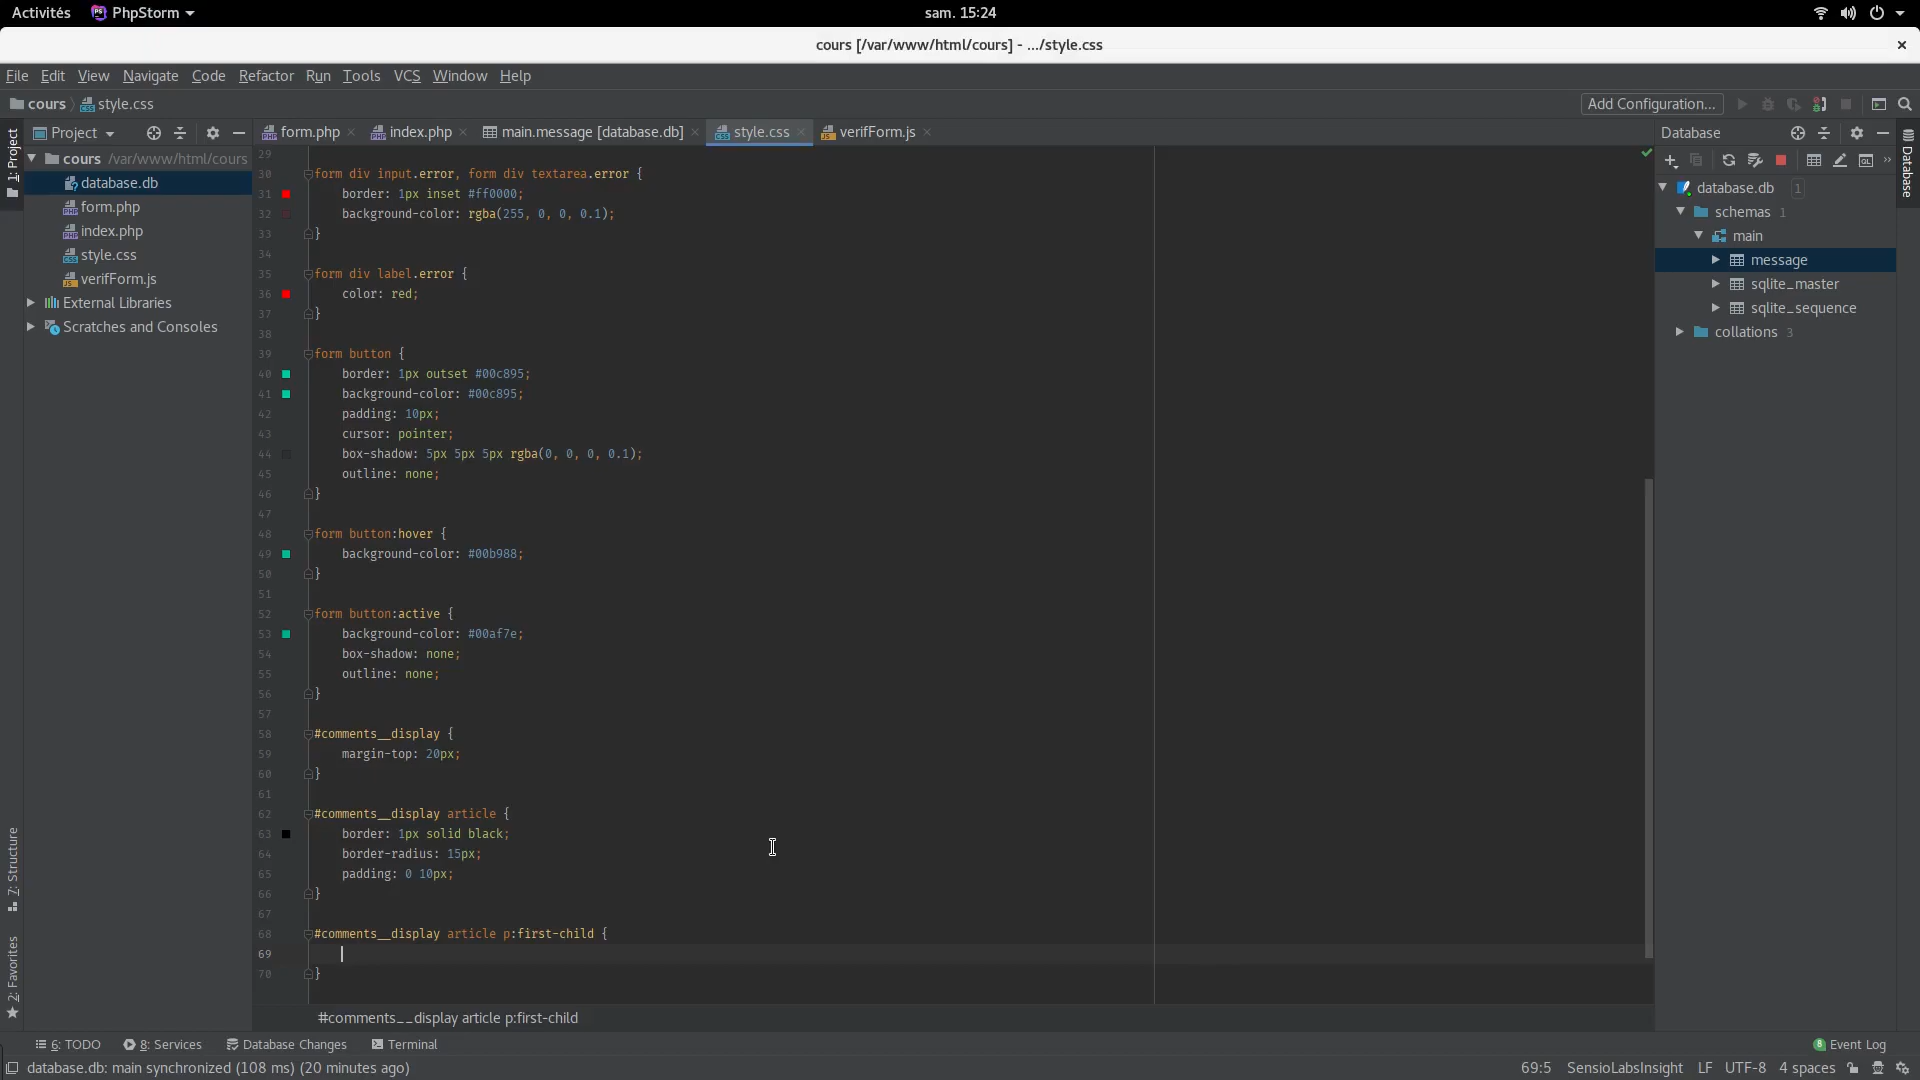 Activités PhpStorm sam. 15:24
cours [/var/www/html/cours] - .../style.css
File Edit View Navigate Code Refactor Run Tools VCS Window Help
cours style.css Add Configuration...
Project form.php index.php main.message [database.db] style.css verifForm.js Database
1: Project
cours /var/www/html/cours
database.db
form.php
index.php
style.css
verifForm.js
External Libraries
Scratches and Consoles
7: Structure
2: Favorites
29
30 form div input.error, form div textarea.error {
31 border: 1px inset #ff0000;
32 background-color: rgba(255, 0, 0, 0.1);
33 }
34
35 form div label.error {
36 color: red;
37 }
38
39 form button {
40 border: 1px outset #00c895;
41 background-color: #00c895;
42 padding: 10px;
43 cursor: pointer;
44 box-shadow: 5px 5px 5px rgba(0, 0, 0, 0.1);
45 outline: none;
46 }
47
48 form button:hover {
49 background-color: #00b988;
50 }
51
52 form button:active {
53 background-color: #00af7e;
54 box-shadow: none;
55 outline: none;
56 }
57
58 #comments__display {
59 margin-top: 20px;
60 }
61
62 #comments__display article {
63 border: 1px solid black;
64 border-radius: 15px;
65 padding: 0 10px;
66 }
67
68 #comments__display article p:first-child {
69
70 }
#comments__display article p:first-child
database.db 1
schemas 1
main
message
sqlite_master
sqlite_sequence
collations 3
Database
6: TODO 8: Services Database Changes Terminal 8 Event Log
database.db: main synchronized (108 ms) (20 minutes ago) 69:5 SensioLabsInsight LF UTF-8 4 spaces